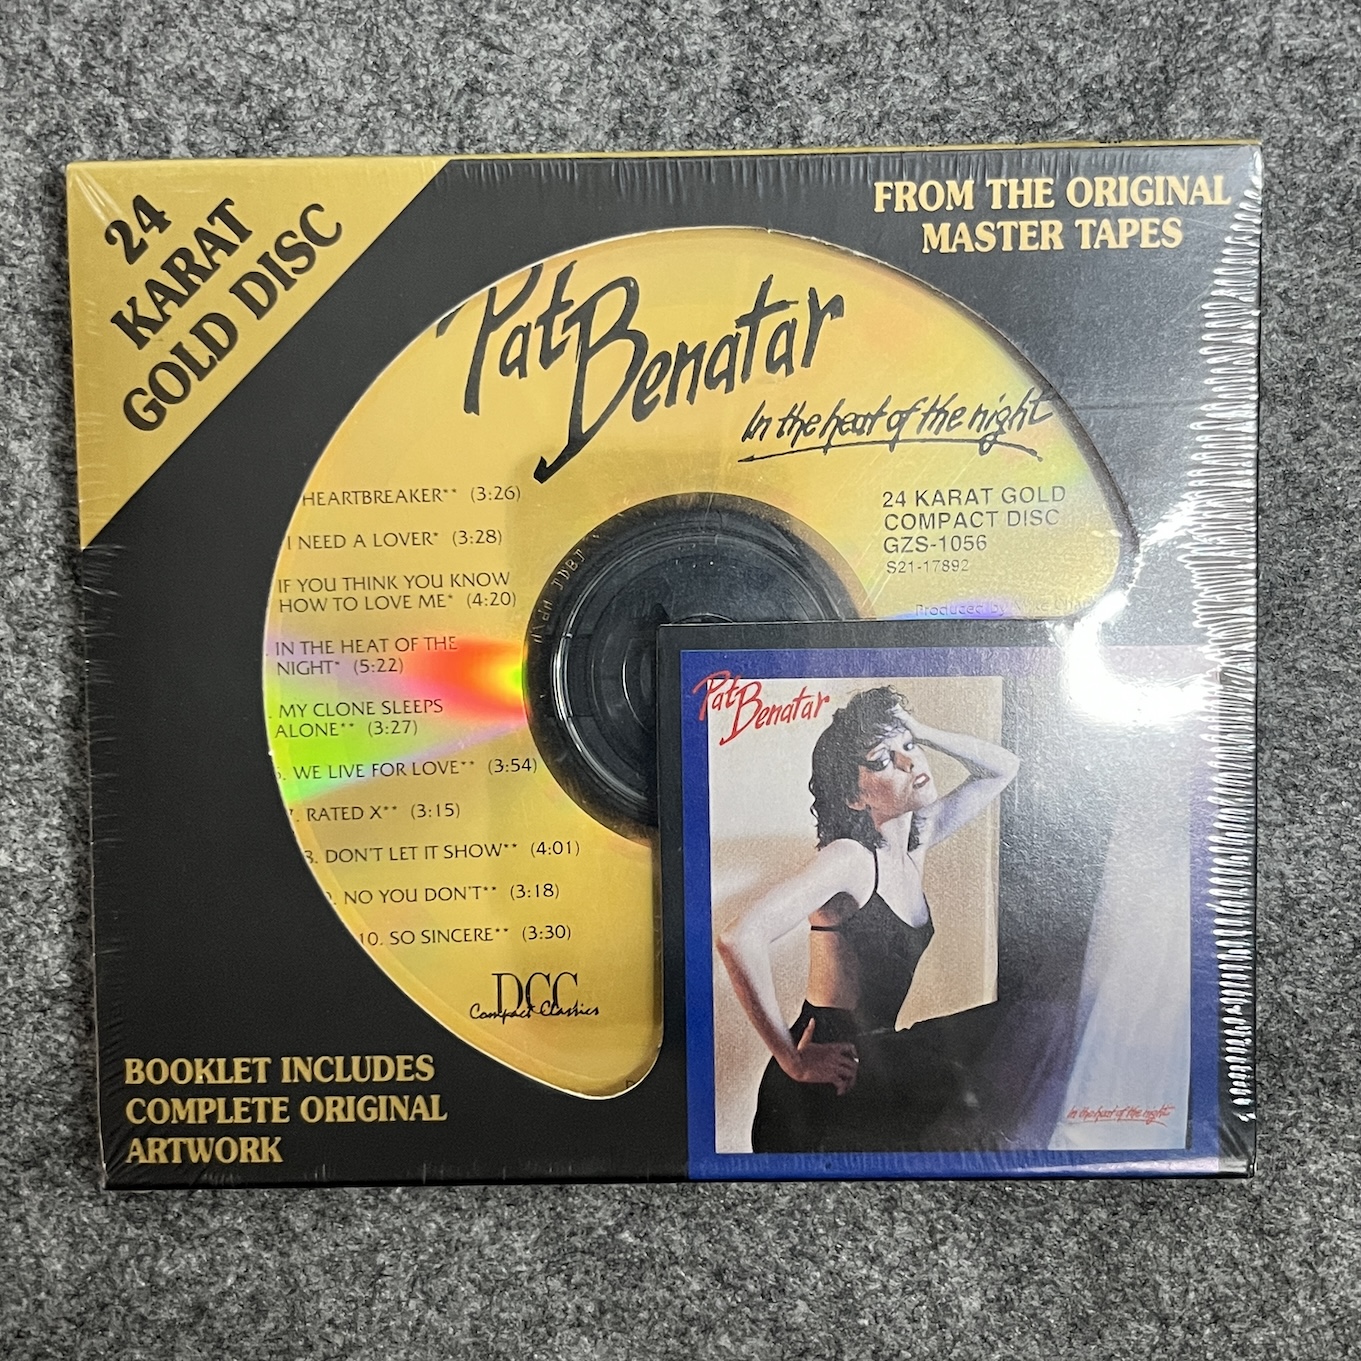 24
KARAT
GOLD DISC
FROM THE ORIGINAL
MASTER TAPES
Pat Benatar
In the heat of the night
HEARTBREAKER** (3:26)
I NEED A LOVER* (3:28)
IF YOU THINK YOU KNOW
HOW TO LOVE ME* (4:20)
IN THE HEAT OF THE
NIGHT* (5:22)
MY CLONE SLEEPS
ALONE** (3:27)
WE LIVE FOR LOVE** (3:54)
RATED X** (3:15)
DON'T LET IT SHOW** (4:01)
NO YOU DON'T** (3:18)
10. SO SINCERE** (3:30)
24 KARAT GOLD
COMPACT DISC
GZS-1056
S21-17892
Produced by
DCC
Compact Classics
Pat Benatar
In the heat of the night
BOOKLET INCLUDES
COMPLETE ORIGINAL
ARTWORK